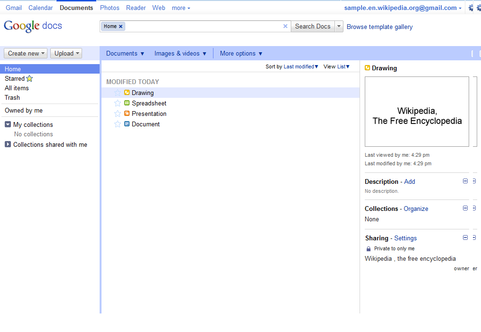 Gmail Calendar Documents Photos Reader Web more ▾ sample.en.wikipedia.org@gmail.com ▾
Google docs Home × × Search Docs ▾ Browse template gallery
Create new ▾ Upload ▾ Documents ▾ Images & videos ▾ More options ▾
Home
Starred
All items
Trash
Owned by me
My collections
No collections
Collections shared with me
Sort by Last modified▾ View List▾
MODIFIED TODAY
Drawing
Spreadsheet
Presentation
Document
Drawing
Wikipedia,
The Free Encyclopedia
Last viewed by me: 4:29 pm
Last modified by me: 4:29 pm
Description - Add
No description.
Collections - Organize
None
Sharing - Settings
Private to only me
Wikipedia , the free encyclopedia
owner er